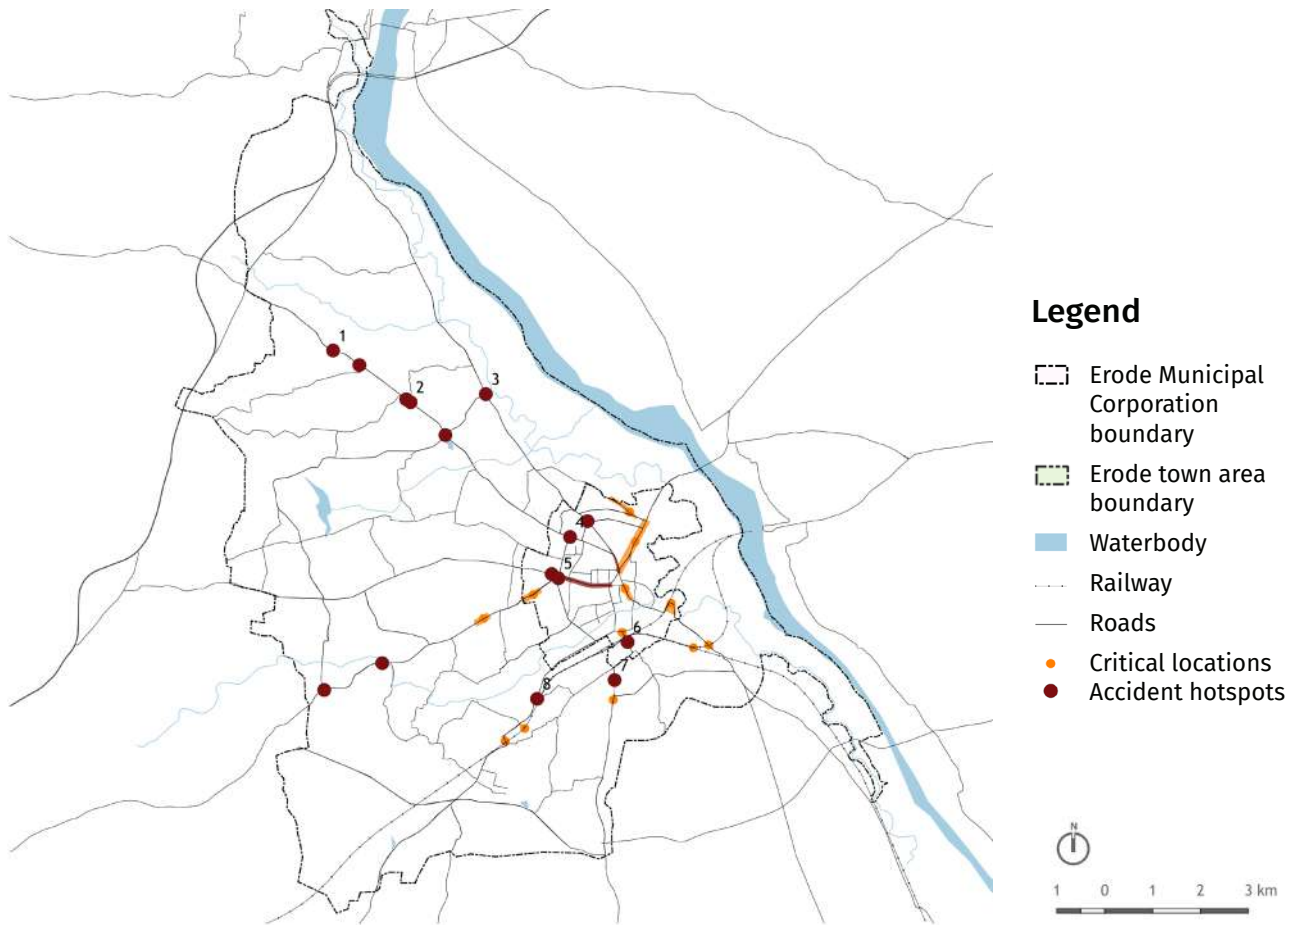 1
2
3
4
5
6
7
8
Legend
Erode Municipal
Corporation
boundary
Erode town area
boundary
Waterbody
Railway
Roads
Critical locations
Accident hotspots
N
1 0 1 2 3 km